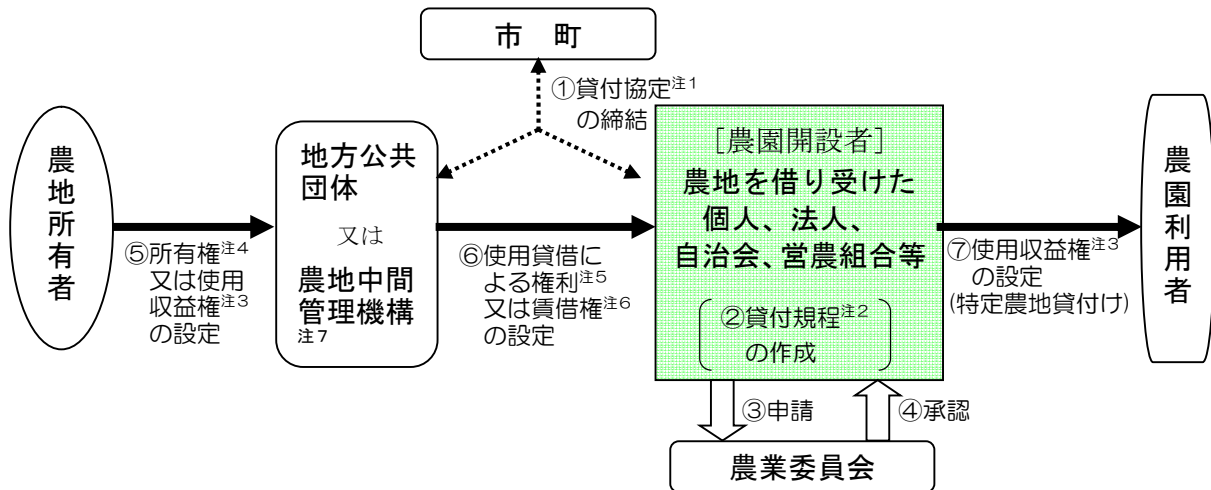 市　町
①貸付協定注1
の締結
農地所有者
⑤所有権注4
又は使用
収益権注3
の設定
地方公共
団体
又は
農地中間
管理機構
注7
⑥使用貸借に
よる権利注5
又は賃借権注6
の設定
［農園開設者］
農地を借り受けた
個人、法人、
自治会、営農組合等
②貸付規程注2
の作成
⑦使用収益権注3
の設定
(特定農地貸付け)
農園利用者
③申請
④承認
農業委員会